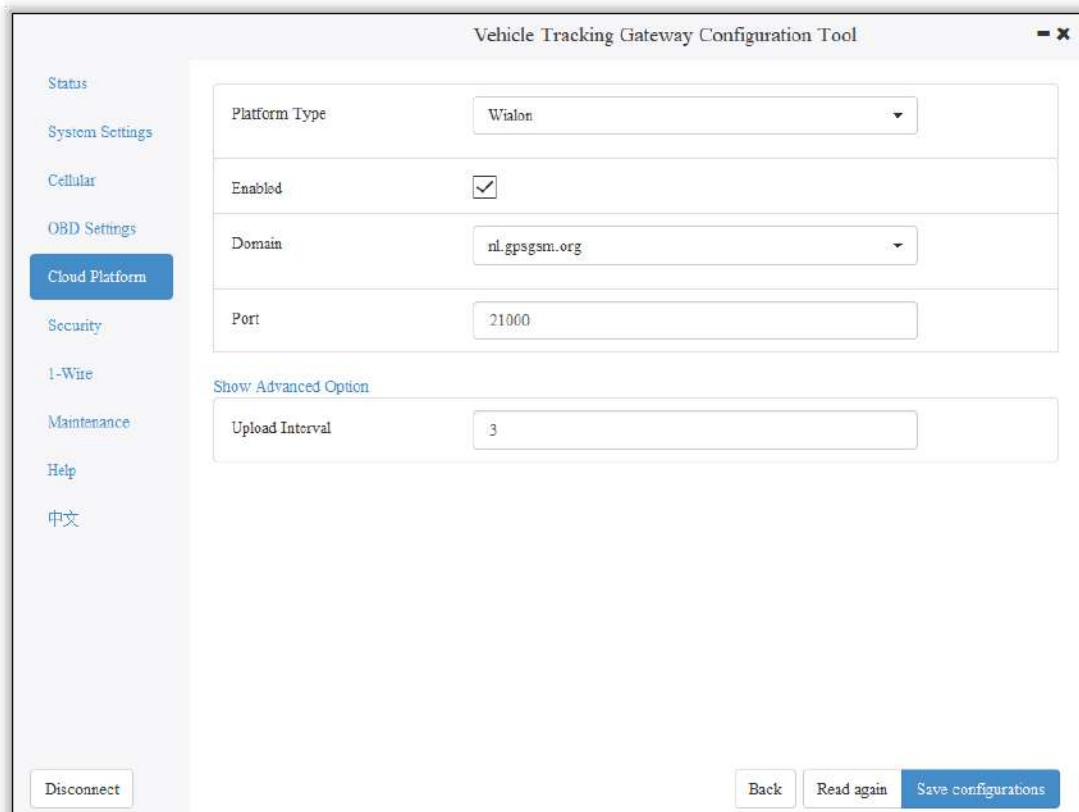 Vehicle Tracking Gateway Configuration Tool
Status
System Settings
Cellular
OBD Settings
Cloud Platform
Security
1-Wire
Maintenance
Help
中文
Disconnect
Platform Type
Wialon
Enabled
Domain
nl.gpsgsm.org
Port
21000
Show Advanced Option
Upload Interval
3
Back
Read again
Save configurations